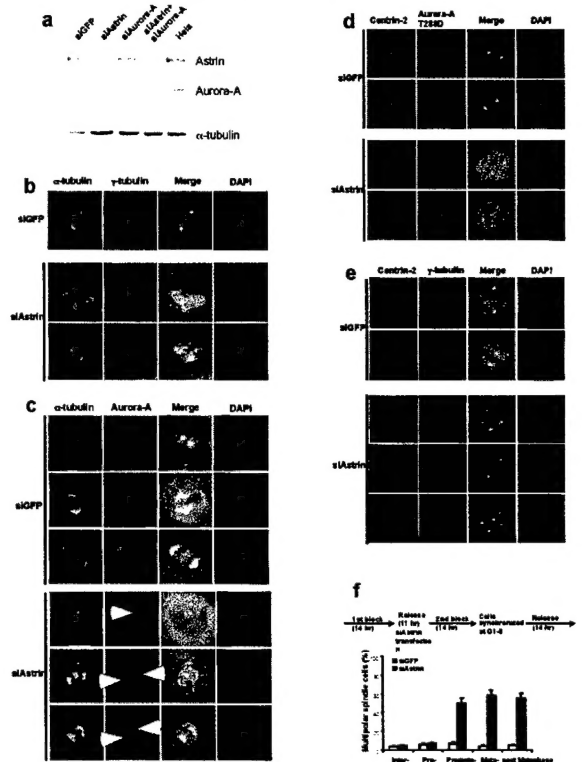 a
siGFP
siAstrin
siAurora-A
siAstrin+
siAurora-A
Hela
Astrin
Aurora-A
α-tubulin
b
α-tubulin γ-tubulin Merge DAPI
siGFP
siAstrin
c
α-tubulin Aurora-A Merge DAPI
siGFP
siAstrin
d
Centrin-2 Aurora-A T288D Merge DAPI
siGFP
siAstrin
e
Centrin-2 γ-tubulin Merge DAPI
siGFP
siAstrin
f
1st block
(14 hr)
Release
(11 hr)
siAstrin
2nd block
(14 hr)
Cells
synchronized
at G1-S
Release
(14 hr)
siGFP
siAstrin
Multipolar spindle cells (%)
Inter- Pro- Prometa- Meta- post Metaphase